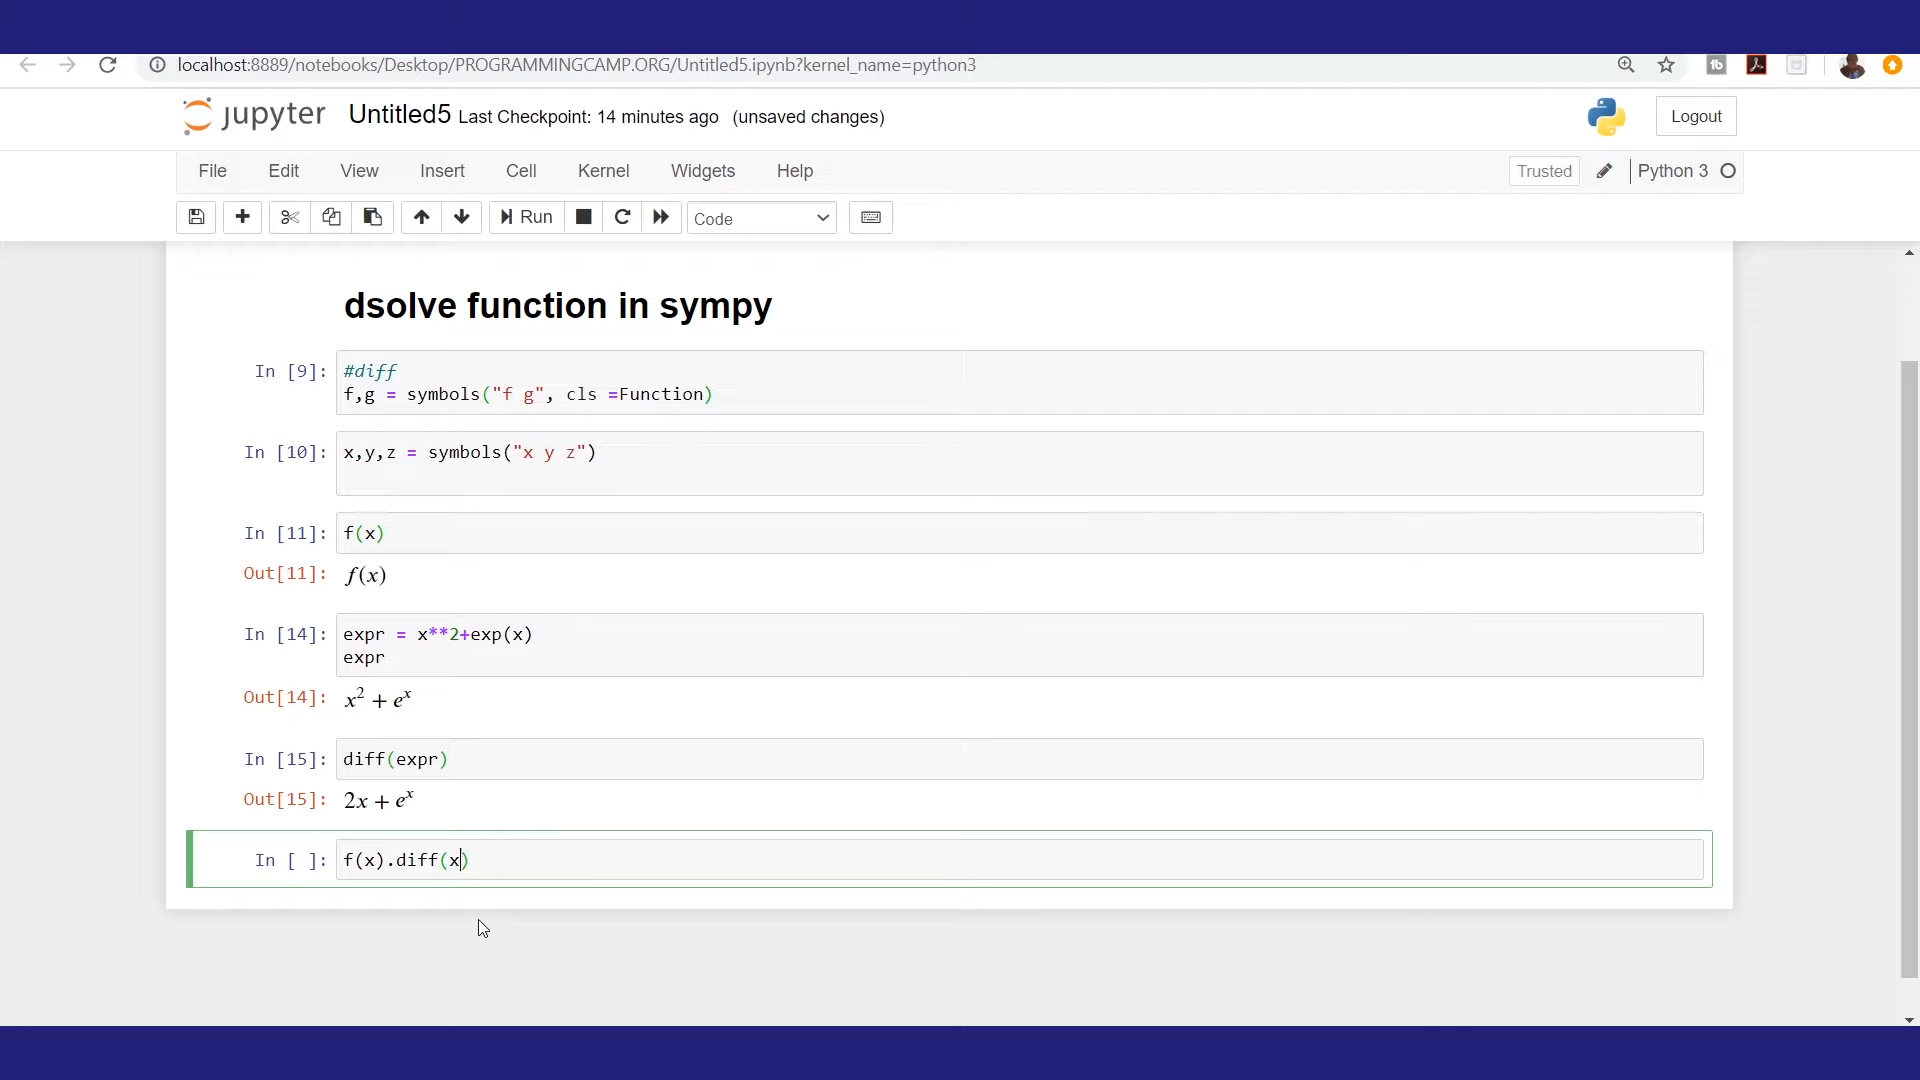 localhost:8889/notebooks/Desktop/PROGRAMMINGCAMP.ORG/Untitled5.ipynb?kernel_name=python3
jupyter Untitled5 Last Checkpoint: 14 minutes ago (unsaved changes)
Logout
File Edit View Insert Cell Kernel Widgets Help
Trusted
Python 3
Run
Code
dsolve function in sympy
In [9]: #diff
f,g = symbols("f g", cls =Function)
In [10]: x,y,z = symbols("x y z")
In [11]: f(x)
Out[11]: f(x)
In [14]: expr = x**2+exp(x)
expr
Out[14]: x² + eˣ
In [15]: diff(expr)
Out[15]: 2x + eˣ
In [ ]: f(x).diff(x)